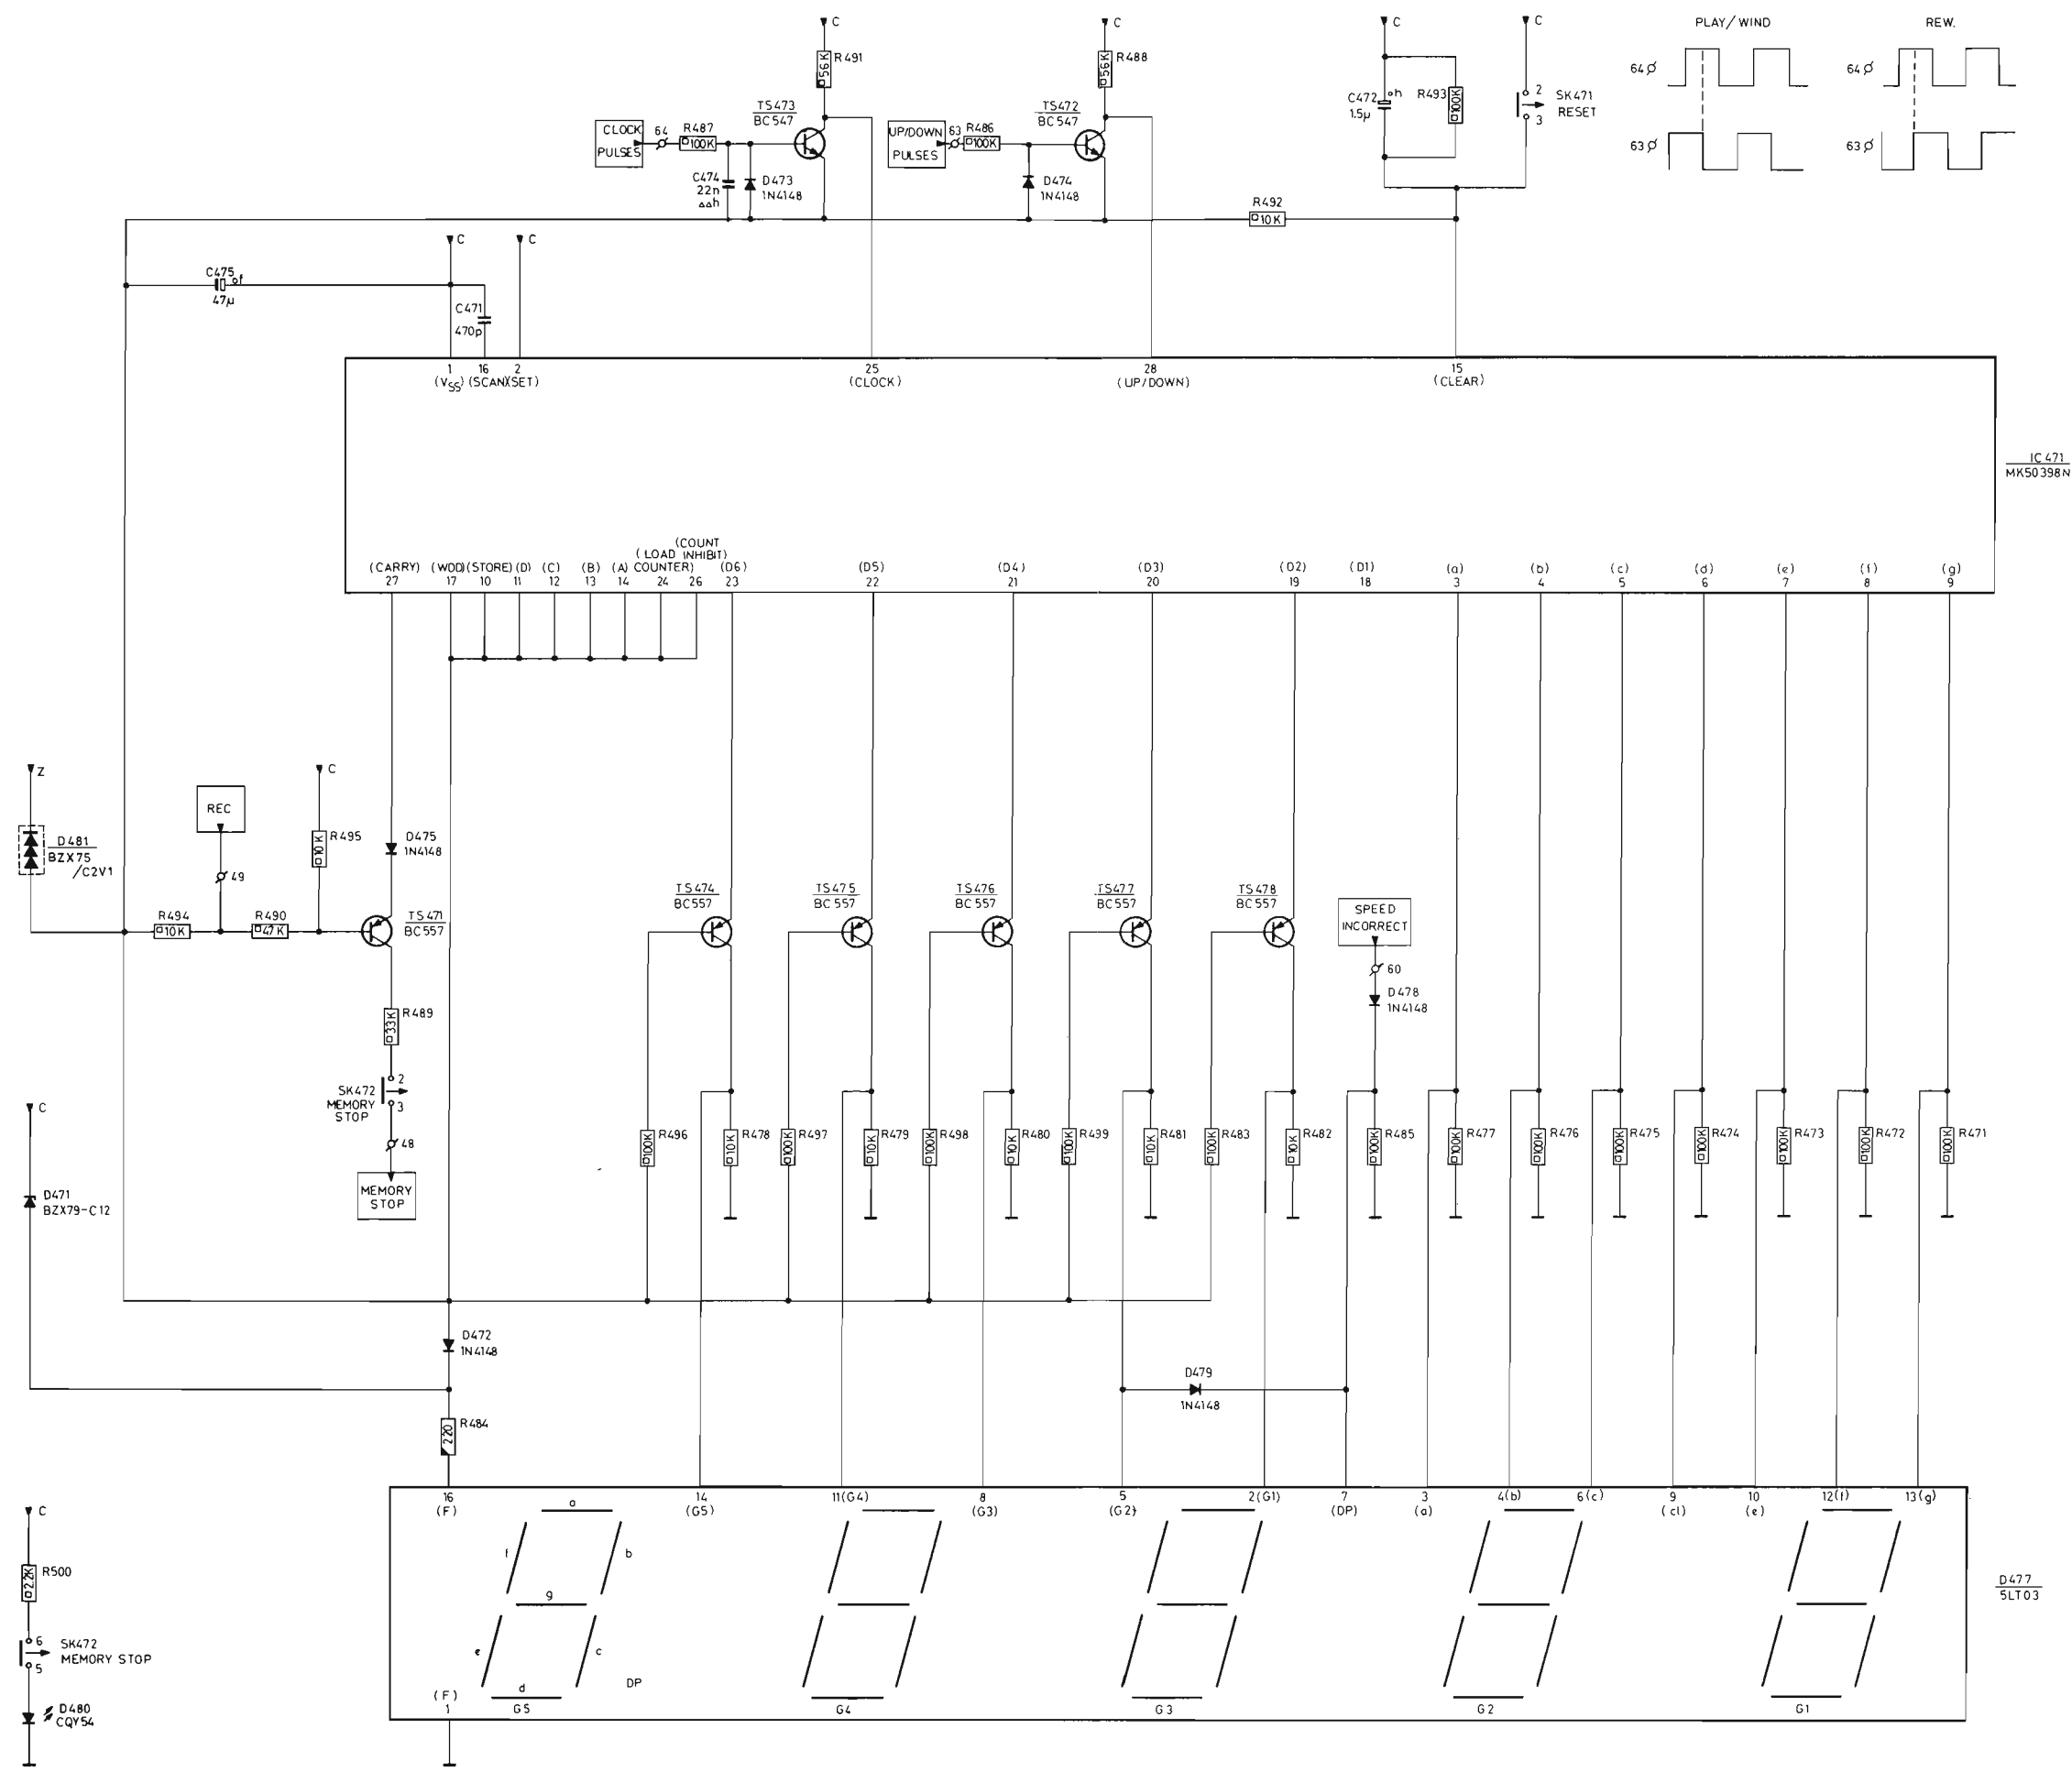 C
C
C
C
PLAY/WIND
REW.
R491
56K
R488
56K
64
64
TS473
BC547
TS472
BC547
C472
h
1.5µ
R493
100K
2
SK471
RESET
3
CLOCK
PULSES
64
R487
100K
UP/DOWN
PULSES
63
R486
100K
63
63
C474
22n
h
D473
1N4148
D474
1N4148
R492
10K
C
C
C475
f
47µ
C471
470p
1
16
2
25
28
15
(VSS)
(SCAN)
(SET)
(CLOCK)
(UP/DOWN)
(CLEAR)
IC471
MK50398N
(COUNT
(LOAD INHIBIT)
(CARRY)
(WOD)
(STORE)
(D)
(C)
(B)
(A)
COUNTER)
(D6)
(D5)
(D4)
(D3)
(D2)
(D1)
(a)
(b)
(c)
(d)
(e)
(f)
(g)
27
17
10
11
12
13
14
24
26
23
22
21
20
19
18
3
4
5
6
7
8
9
Z
C
REC
D481
BZX75
/C2V1
R495
10K
D475
1N4148
49
TS474
BC557
TS475
BC557
TS476
BC557
TS477
BC557
TS478
BC557
SPEED
INCORRECT
R494
10K
R490
47K
TS471
BC557
60
D478
1N4148
R489
33K
2
SK472
MEMORY
STOP
3
C
48
R496
100K
R478
10K
R497
100K
R479
10K
R498
100K
R480
10K
R499
100K
R481
10K
R483
100K
R482
10K
R485
100K
R477
100K
R476
100K
R475
100K
R474
100K
R473
100K
R472
100K
R471
100K
MEMORY
STOP
D471
BZX79-C12
D472
1N4148
D479
1N4148
R484
220
16
(F)
14
(G5)
11(G4)
8
(G3)
5
(G2)
2(G1)
7
(DP)
3
(a)
4(b)
6(c)
9
(d)
10
(e)
12(f)
13(g)
a
f
b
g
e
c
d
DP
C
R500
2.2K
D477
5LT03
6
SK472
MEMORY STOP
5
(F)
1
G5
G4
G3
G2
G1
D480
CQY54